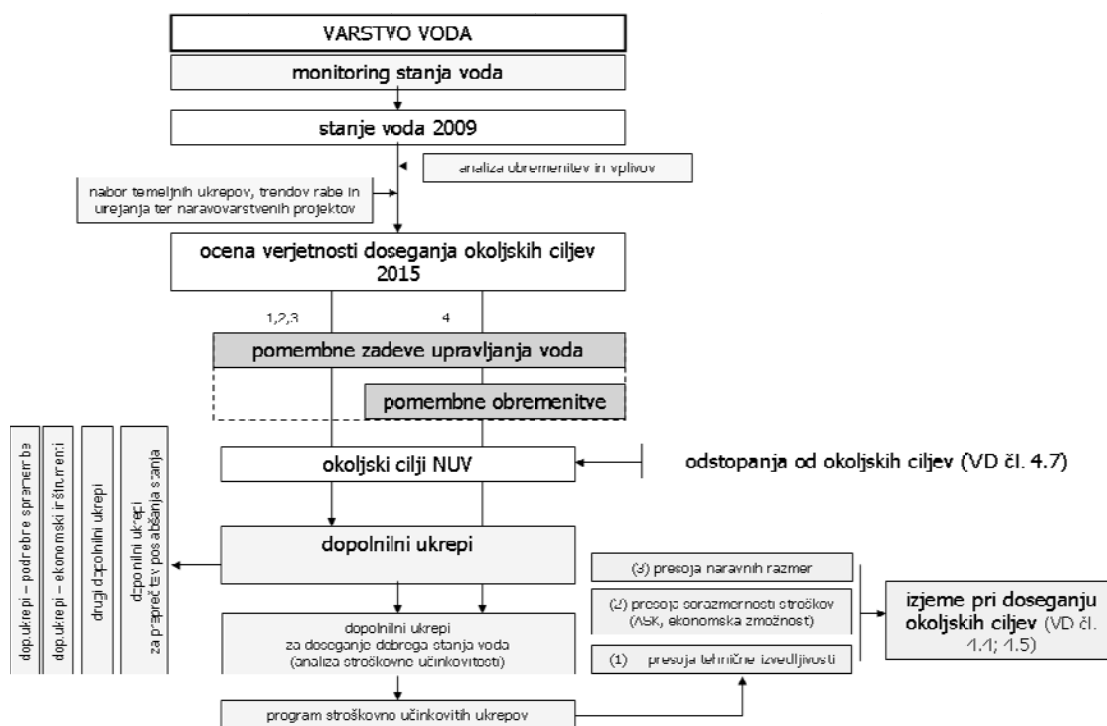 VARSTVO VODA
monitoring stanja voda
stanje voda 2009
analiza obremenitev in vplivov
nabor temeljnih ukrepov, trendov rabe in
urejanja ter naravovarstvenih projektov
ocena verjetnosti doseganja okoljskih ciljev
2015
1,2,3
4
pomembne zadeve upravljanja voda
pomembne obremenitve
okoljski cilji NUV
odstopanja od okoljskih ciljev (VD čl. 4.7)
dop.ukrepi – podrebne spremembe
dop.ukrepi – ekonomski inštrumenti
drugi dopolnilni ukrepi
dopolnilni ukrepi
za preprečitev poslabšanja stanja
dopolnilni ukrepi
dopolnilni ukrepi
za doseganje dobrega stanja voda
(analiza stroškovne učinkovitosti)
program stroškovno učinkovitih ukrepov
(3) presoja naravnih razmer
(2) presoja sorazmernosti stroškov
(ASK, ekonomska zmožnost)
(1) presoja tehnične izvedljivosti
izjeme pri doseganju
okoljskih ciljev (VD čl.
4.4; 4.5)